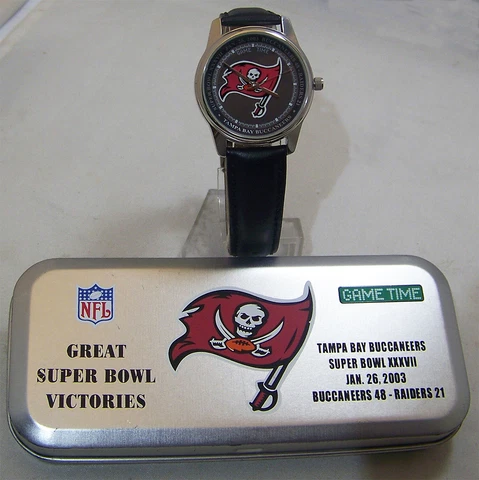 GAME TIME
TAMPA BAY BUCCANEERS
NFL
GREAT
SUPER BOWL
VICTORIES
GAME TIME
TAMPA BAY BUCCANEERS
SUPER BOWL XXXVII
JAN. 26, 2003
BUCCANEERS 48 - RAIDERS 21